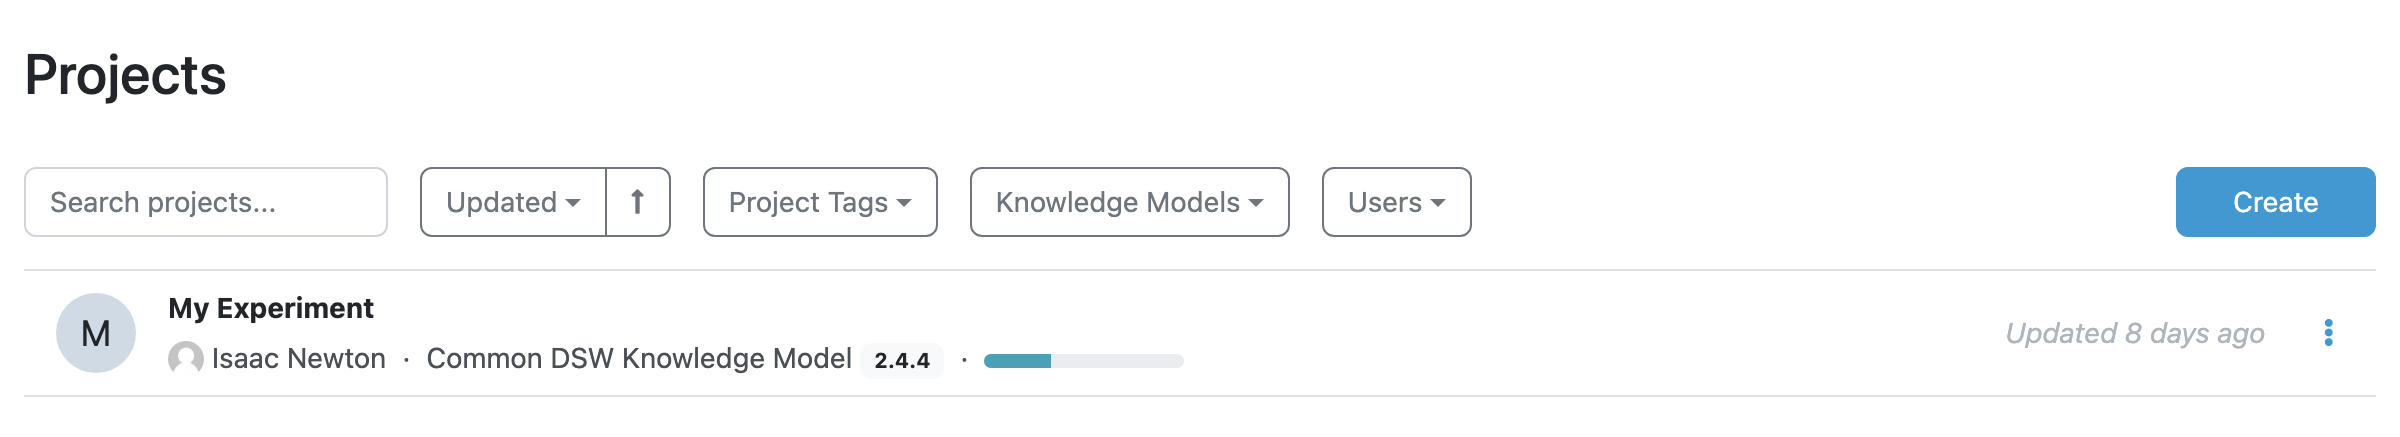 Projects
Search projects... Updated Project Tags Knowledge Models Users Create
M
My Experiment
Isaac Newton · Common DSW Knowledge Model 2.4.4 ·
Updated 8 days ago